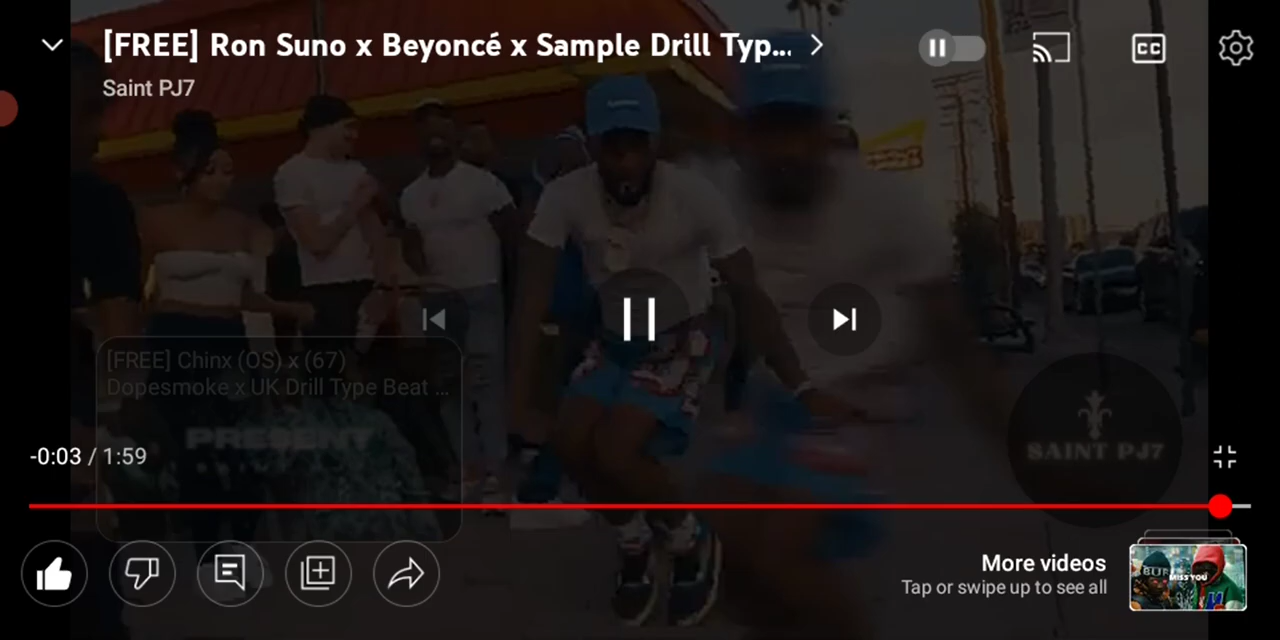 [FREE] Ron Suno x Beyoncé x Sample Drill Typ...
Saint PJ7
CC
[FREE] Chinx (OS) x (67)
Dopesmoke x UK Drill Type Beat ...
PRESENT
-0:03 / 1:59
SAINT PJ7
More videos
Tap or swipe up to see all
MISS YOU